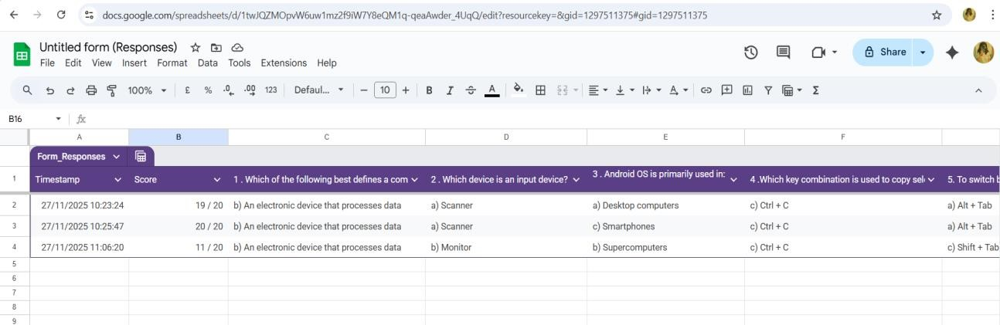 docs.google.com/spreadsheets/d/1twJQZMOpvW6uw1mz2f9iW7Y8eQM1q-qeaAwder_4UqQ/edit?resourcekey=&gid=1297511375#gid=1297511375
Untitled form (Responses)
File Edit View Insert Format Data Tools Extensions Help
Share
100% £ % .0 .00 123 Defaul... − 10 + B I S A Σ
B16 fx
A B C D E F
Form_Responses
1 Timestamp Score 1 . Which of the following best defines a com 2 . Which device is an input device? 3 . Android OS is primarily used in: 4 .Which key combination is used to copy sele 5. To switch b
2 27/11/2025 10:23:24 19 / 20 b) An electronic device that processes data a) Scanner a) Desktop computers c) Ctrl + C a) Alt + Tab
3 27/11/2025 10:25:47 20 / 20 b) An electronic device that processes data a) Scanner c) Smartphones c) Ctrl + C a) Alt + Tab
4 27/11/2025 11:06:20 11 / 20 b) An electronic device that processes data b) Monitor b) Supercomputers c) Ctrl + C c) Shift + Tab
5
6
7
8
9